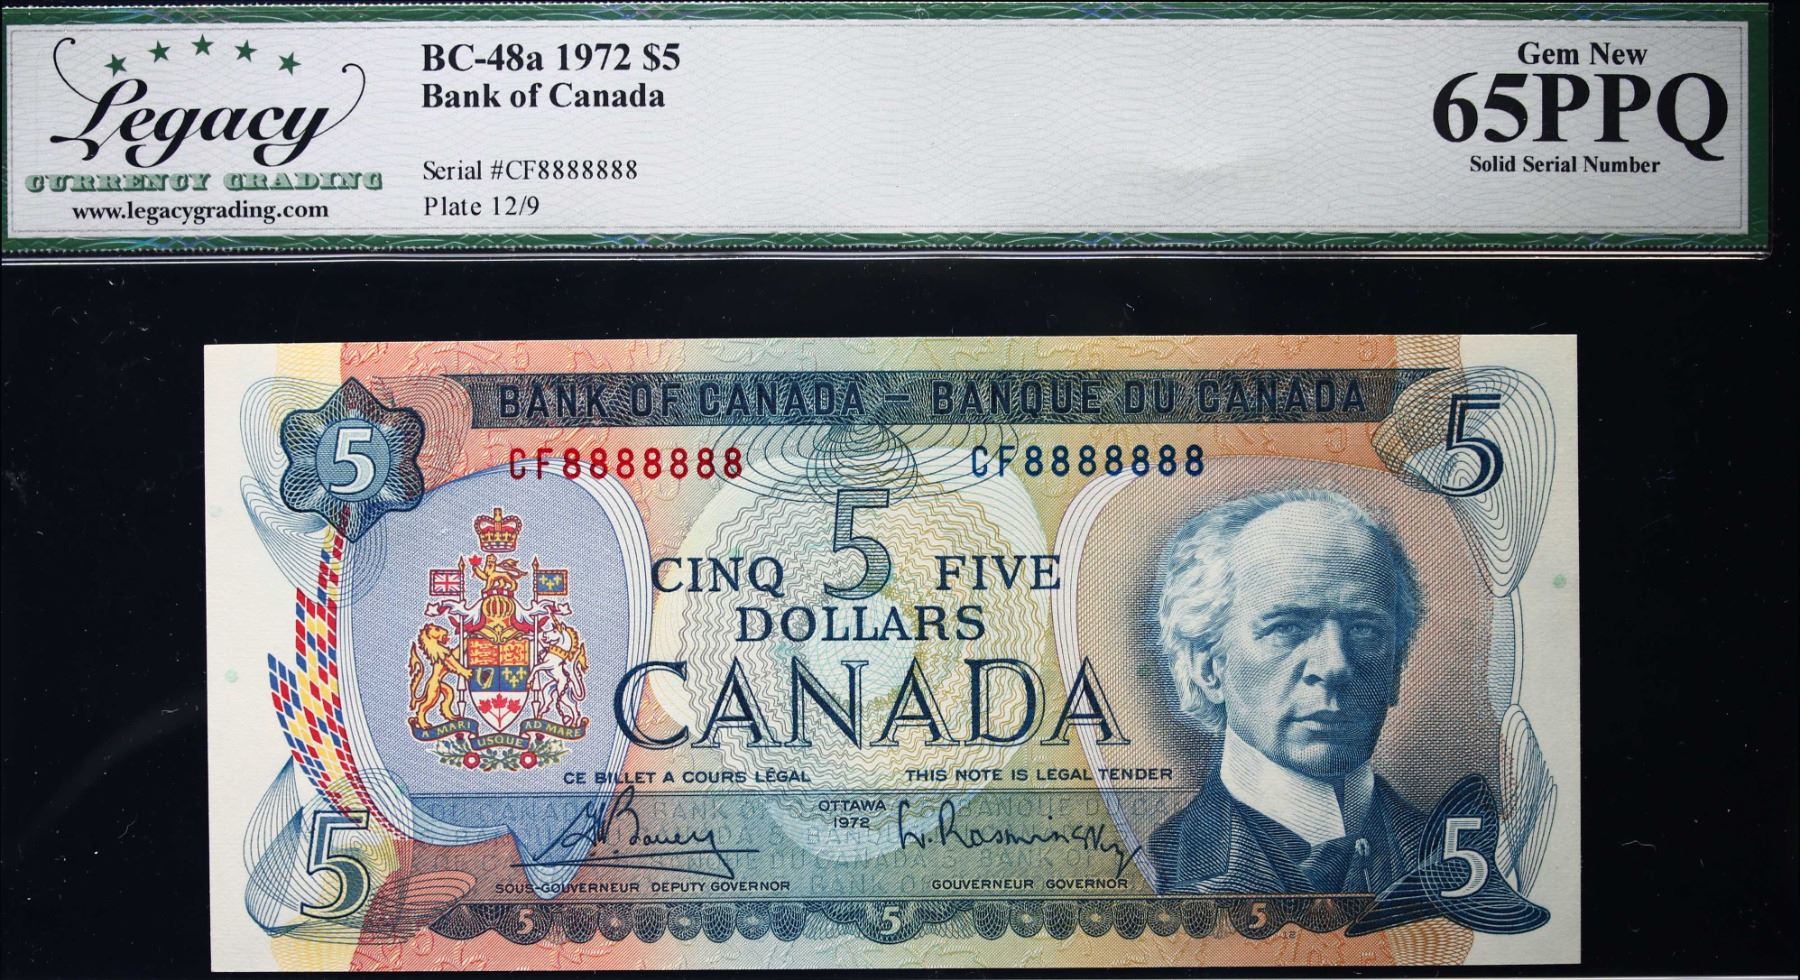 Legacy
CURRENCY GRADING
www.legacygrading.com
BC-48a 1972 $5
Bank of Canada
Serial #CF8888888
Plate 12/9
Gem New
65PPQ
Solid Serial Number
BANK OF CANADA – BANQUE DU CANADA
5
5
CF8888888
CF8888888
5
CINQ FIVE
DOLLARS
CANADA
A MARI USQUE AD MARE
CE BILLET A COURS LÉGAL
THIS NOTE IS LEGAL TENDER
OTTAWA
1972
SOUS-GOUVERNEUR DEPUTY GOVERNOR
GOUVERNEUR GOVERNOR
5
5
5
5
5
12